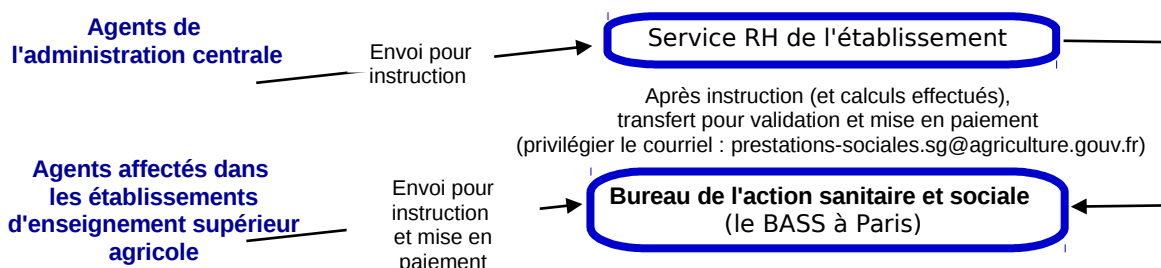 Agents de
l'administration centrale
Envoi pour
instruction
Service RH de l'établissement
Après instruction (et calculs effectués),
transfert pour validation et mise en paiement
(privilégier le courriel : prestations-sociales.sg@agriculture.gouv.fr)
Agents affectés dans
les établissements
d'enseignement supérieur
agricole
Envoi pour
instruction
et mise en
paiement
Bureau de l'action sanitaire et sociale
(le BASS à Paris)